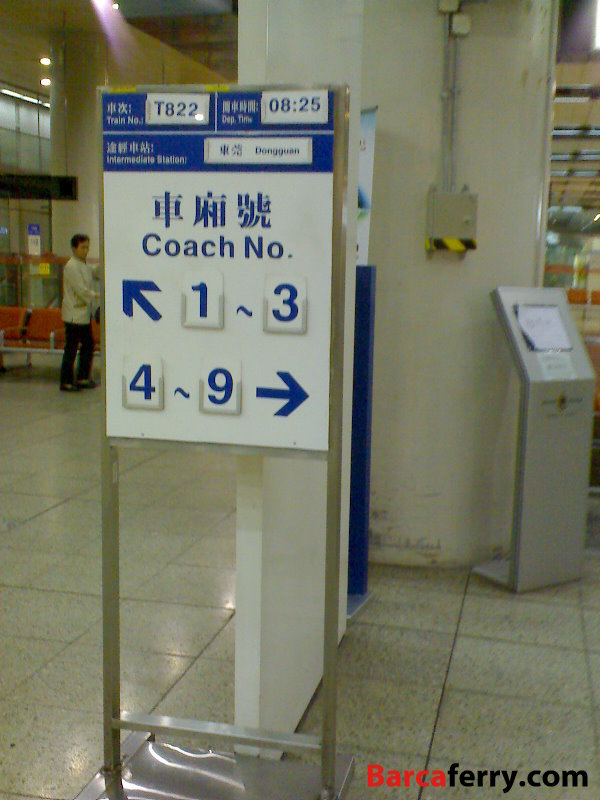 車次: T822 開車時間: 08:25
Train No.: Dep. Time:
途經車站: 東莞 Dongguan
Intermediate Station:
車廂號
Coach No.
1 ~ 3
4 ~ 9
Barcaferry.com